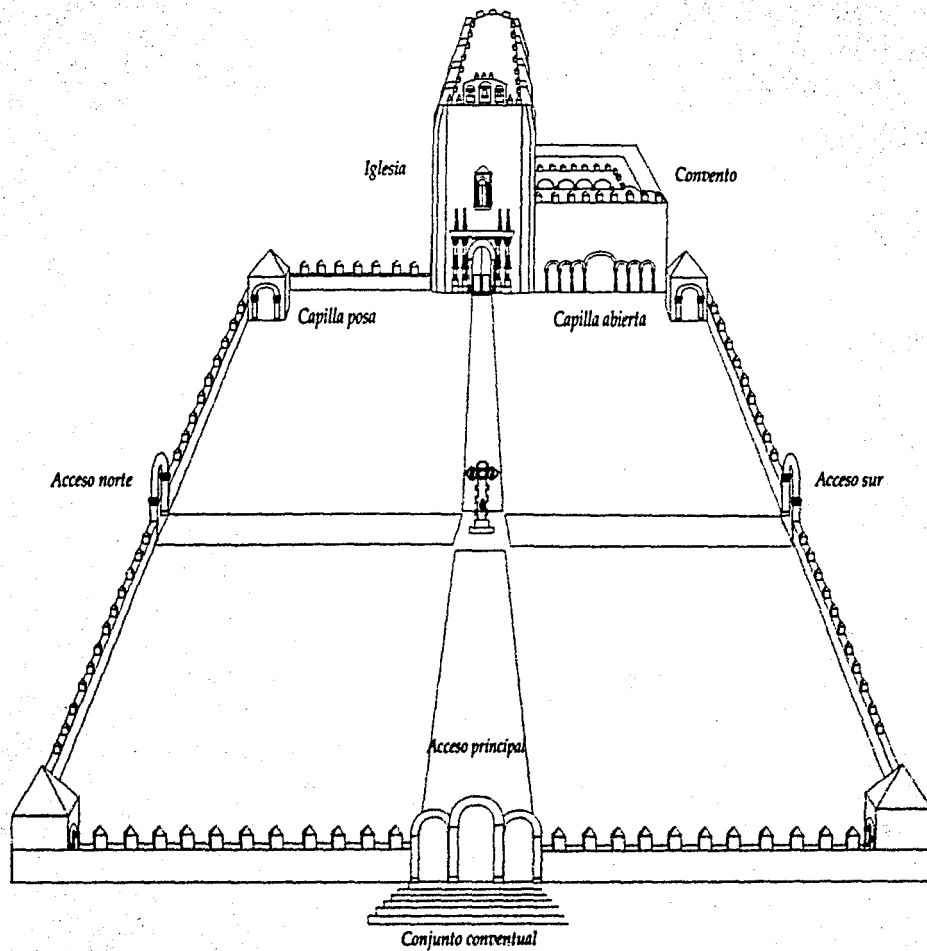 Iglesia
Convento
Capilla posa
Capilla abierta
Acceso norte
Acceso sur
Acceso principal
Conjunto conventual